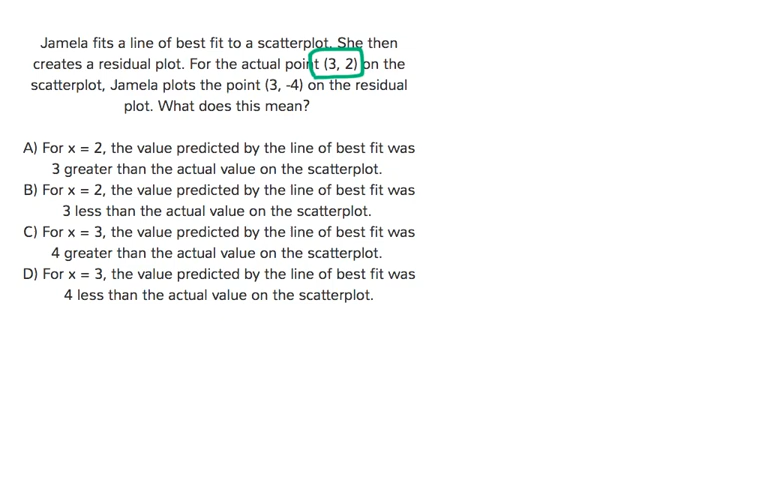 Jamela fits a line of best fit to a scatterplot. She then
creates a residual plot. For the actual point (3, 2) on the
scatterplot, Jamela plots the point (3, -4) on the residual
plot. What does this mean?
A) For x = 2, the value predicted by the line of best fit was
3 greater than the actual value on the scatterplot.
B) For x = 2, the value predicted by the line of best fit was
3 less than the actual value on the scatterplot.
C) For x = 3, the value predicted by the line of best fit was
4 greater than the actual value on the scatterplot.
D) For x = 3, the value predicted by the line of best fit was
4 less than the actual value on the scatterplot.